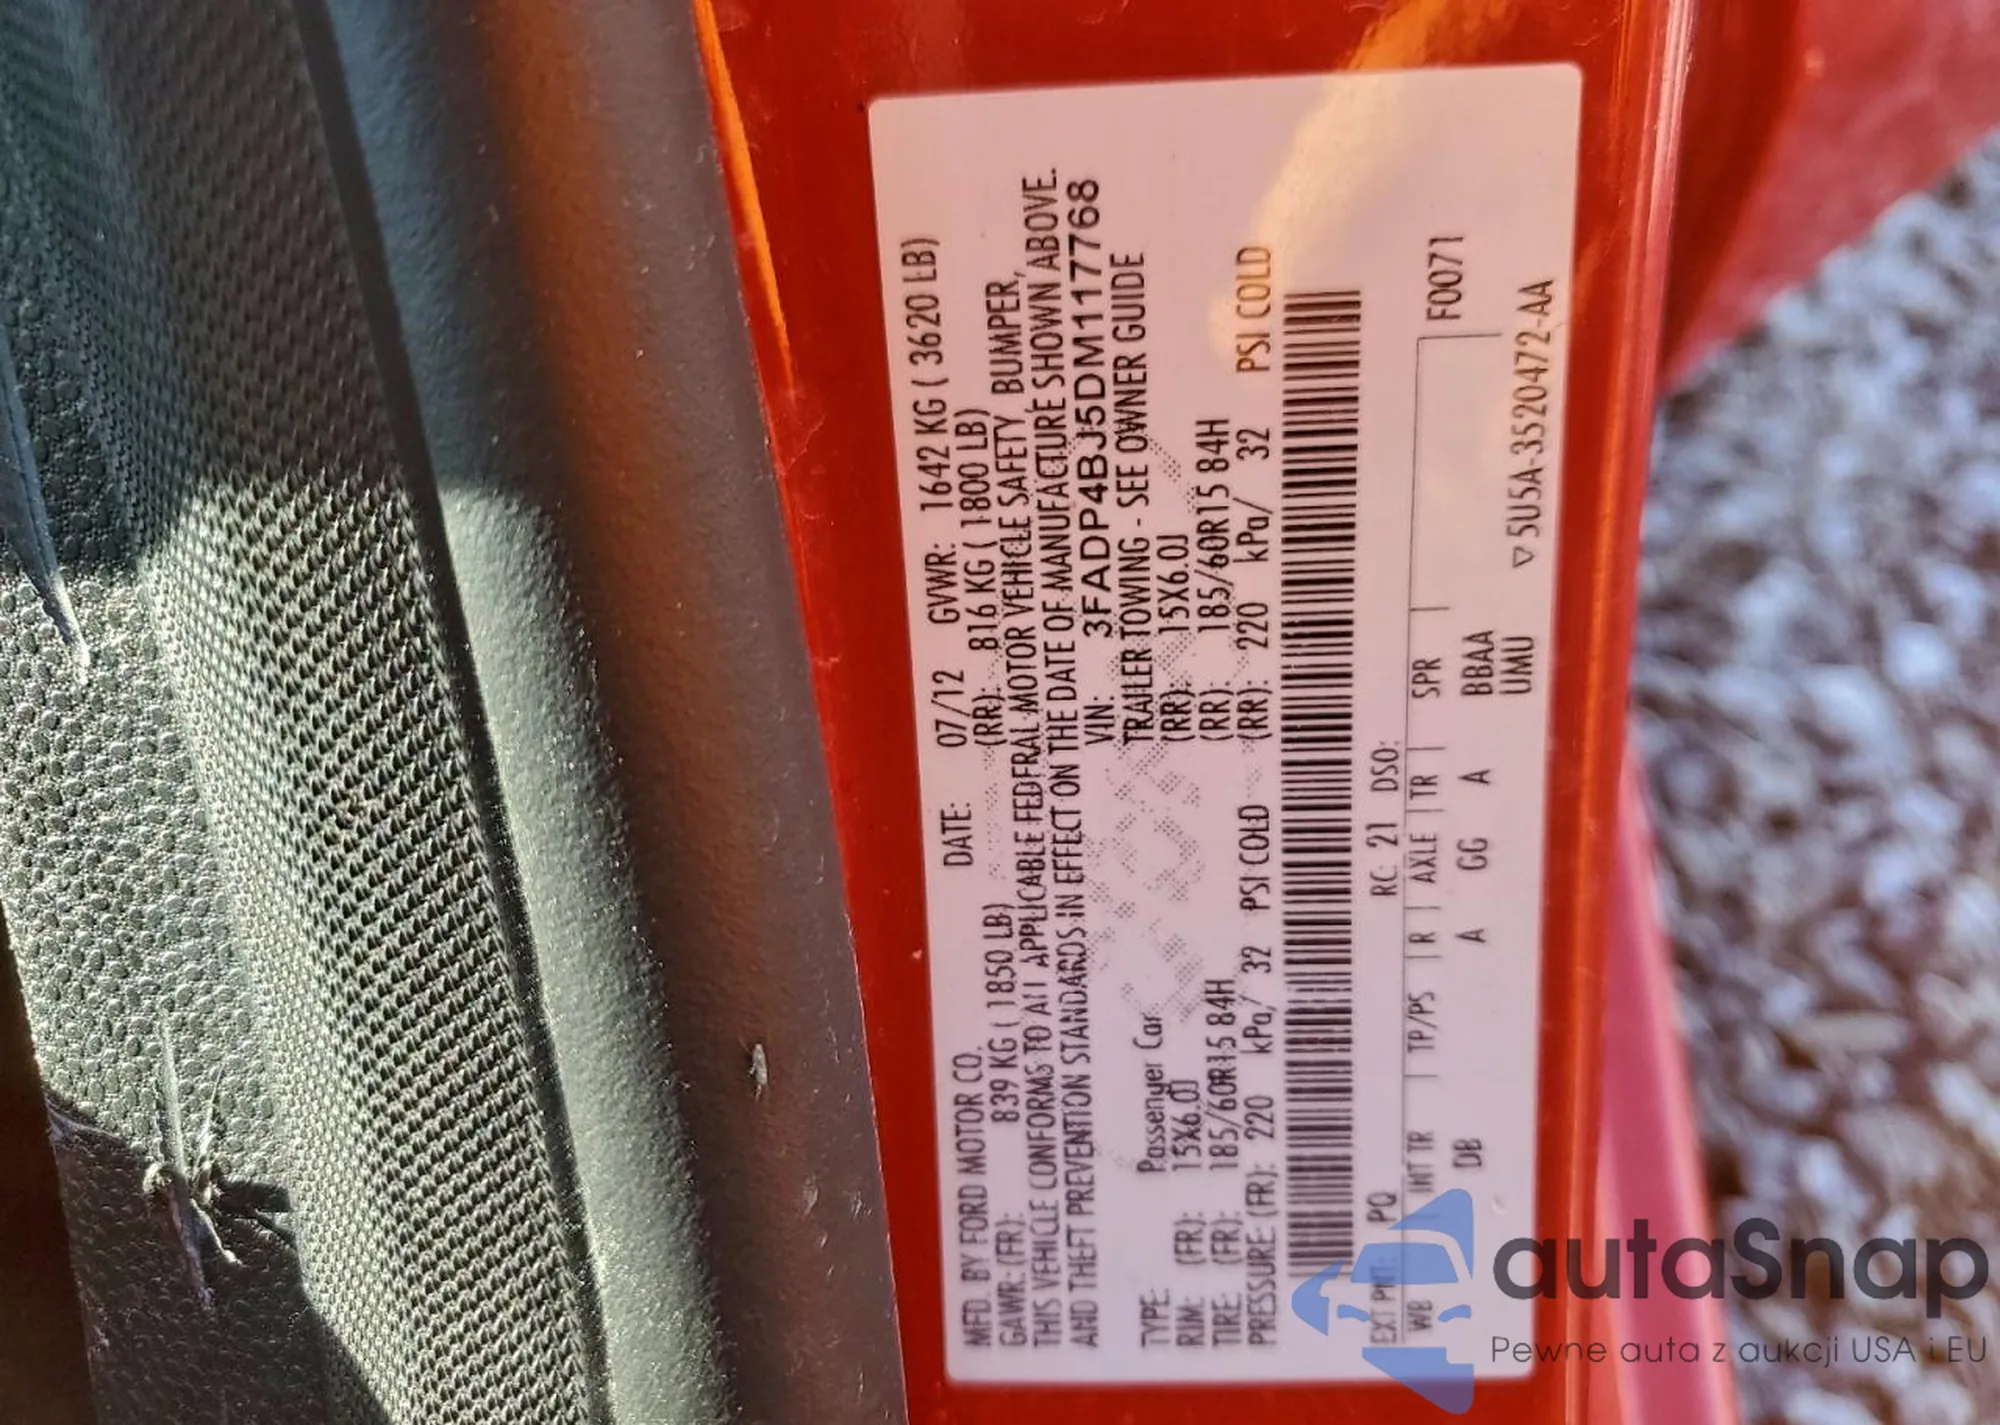 MFD. BY FORD MOTOR CO. DATE: 07/12 GVWR: 1642 KG ( 3620 LB)
GAWR: (FR): 839 KG ( 1850 LB) (RR): 816 KG ( 1800 LB)
THIS VEHICLE CONFORMS TO ALL APPLICABLE FEDERAL MOTOR VEHICLE SAFETY, BUMPER,
AND THEFT PREVENTION STANDARDS IN EFFECT ON THE DATE OF MANUFACTURE SHOWN ABOVE.
VIN: 3FADP4BJ5DM117768
TYPE: Passenger Car TRAILER TOWING - SEE OWNER GUIDE
RIM: (FR): 15X6.0J (RR): 15X6.0J
TIRE: (FR): 185/60R15 84H (RR): 185/60R15 84H
PRESSURE: (FR): 220 kPa/ 32 PSI COLD (RR): 220 kPa/ 32 PSI COLD
EXT PNT: PQ RC: 21 DSO:
WB INT TR TP/PS R AXLE TR SPR F0071
DB A GG A BBAA
UMU
▽5U5A-3520472-AA
autaSnap
Pewne auta z aukcji USA i EU